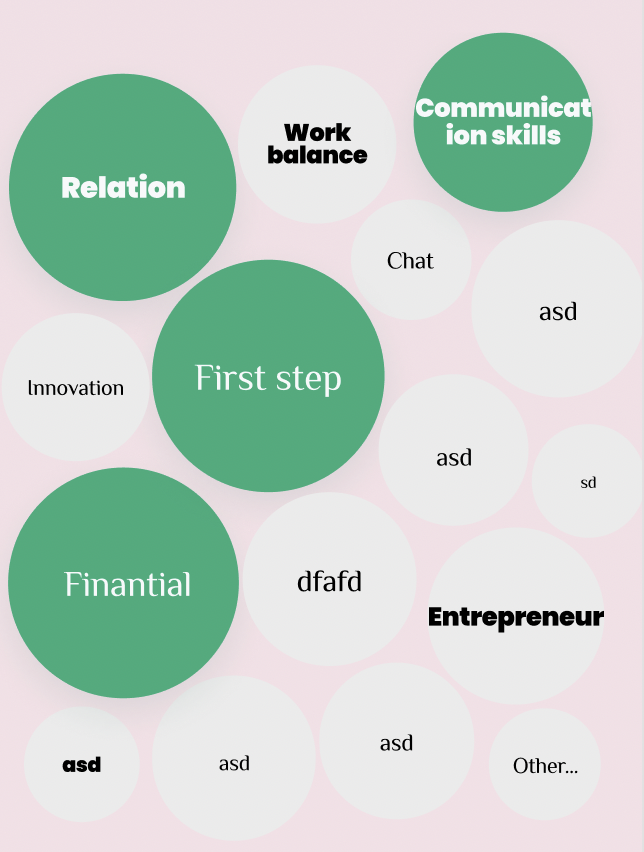 Communicat
ion skills
Work
balance
Relation
Chat
asd
First step
Innovation
asd
sd
dfafd
Finantial
Entrepreneur
asd
asd
asd
Other...